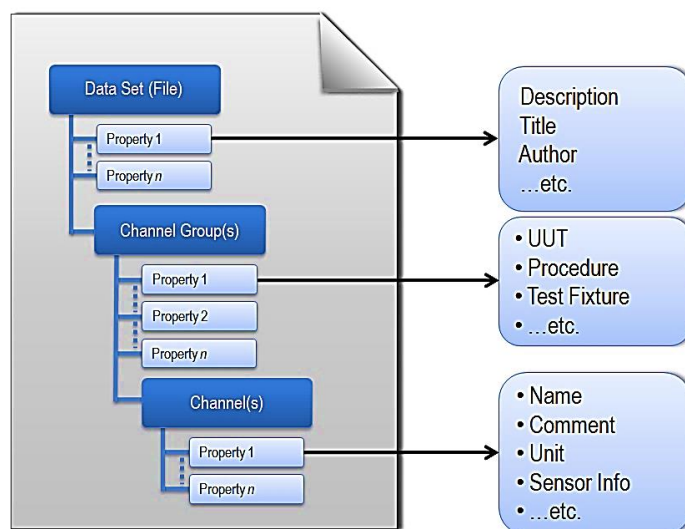 Data Set (File)
Property 1
Property n
Channel Group(s)
Property 1
Property 2
Property n
Channel(s)
Property 1
Property n
Description
Title
Author
...etc.
• UUT
• Procedure
• Test Fixture
• ...etc.
• Name
• Comment
• Unit
• Sensor Info
• ...etc.